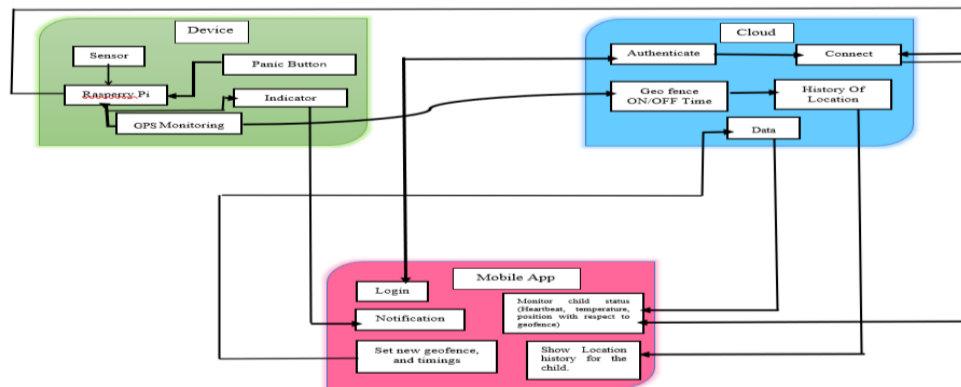 Device
Sensor
Panic Button
Rasperry Pi
Indicator
GPS Monitoring
Cloud
Authenticate
Connect
Geo fence
ON/OFF Time
History Of
Location
Data
Mobile App
Login
Notification
Set new geofence,
and timings
Monitor child status
(Heartbeat, temperature,
position with respect to
geofence)
Show Location
history for the
child.